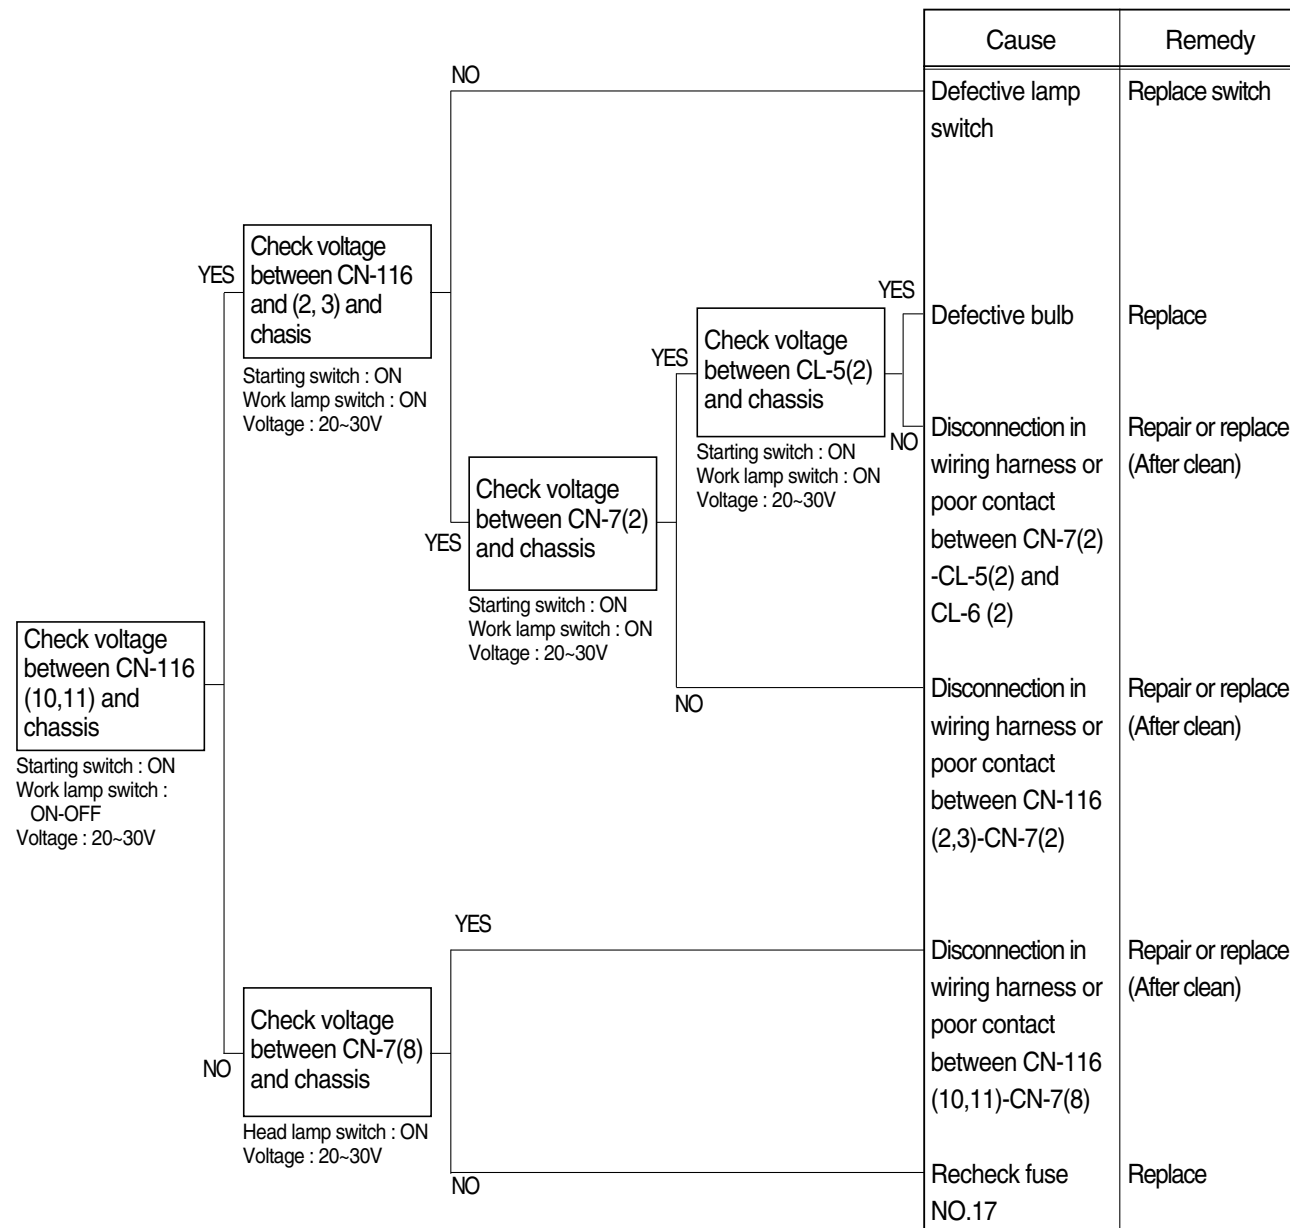 Cause
Remedy
NO
Defective lamp
switch
Replace switch
YES
Check voltage
between CN-116
and (2, 3) and
chasis
Starting switch : ON
Work lamp switch : ON
Voltage : 20~30V
YES
Defective bulb
Replace
YES
Check voltage
between CL-5(2)
and chassis
Starting switch : ON
Work lamp switch : ON
Voltage : 20~30V
NO
Disconnection in
wiring harness or
poor contact
between CN-7(2)
-CL-5(2) and
CL-6 (2)
Repair or replace
(After clean)
YES
Check voltage
between CN-7(2)
and chassis
Starting switch : ON
Work lamp switch : ON
Voltage : 20~30V
NO
Disconnection in
wiring harness or
poor contact
between CN-116
(2,3)-CN-7(2)
Repair or replace
(After clean)
Check voltage
between CN-116
(10,11) and
chassis
Starting switch : ON
Work lamp switch :
ON-OFF
Voltage : 20~30V
YES
Disconnection in
wiring harness or
poor contact
between CN-116
(10,11)-CN-7(8)
Repair or replace
(After clean)
NO
Check voltage
between CN-7(8)
and chassis
Head lamp switch : ON
Voltage : 20~30V
NO
Recheck fuse
NO.17
Replace